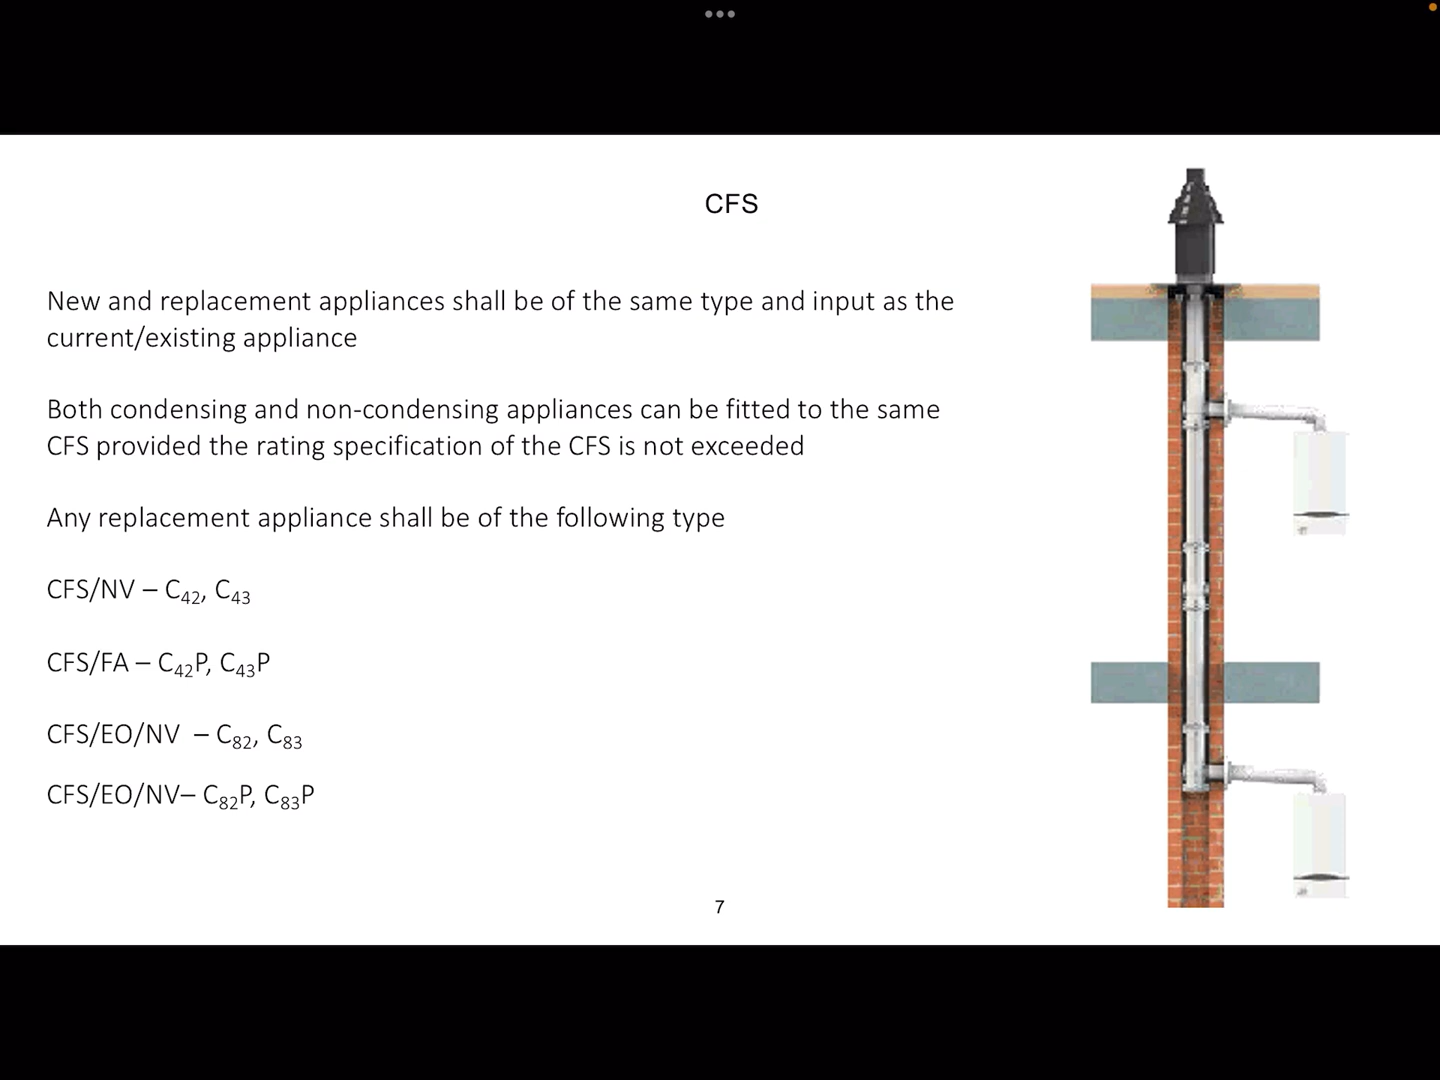 CFS
New and replacement appliances shall be of the same type and input as the
current/existing appliance
Both condensing and non-condensing appliances can be fitted to the same
CFS provided the rating specification of the CFS is not exceeded
Any replacement appliance shall be of the following type
CFS/NV – C₄₂, C₄₃
CFS/FA – C₄₂P, C₄₃P
CFS/EO/NV – C₈₂, C₈₃
CFS/EO/NV– C₈₂P, C₈₃P
7